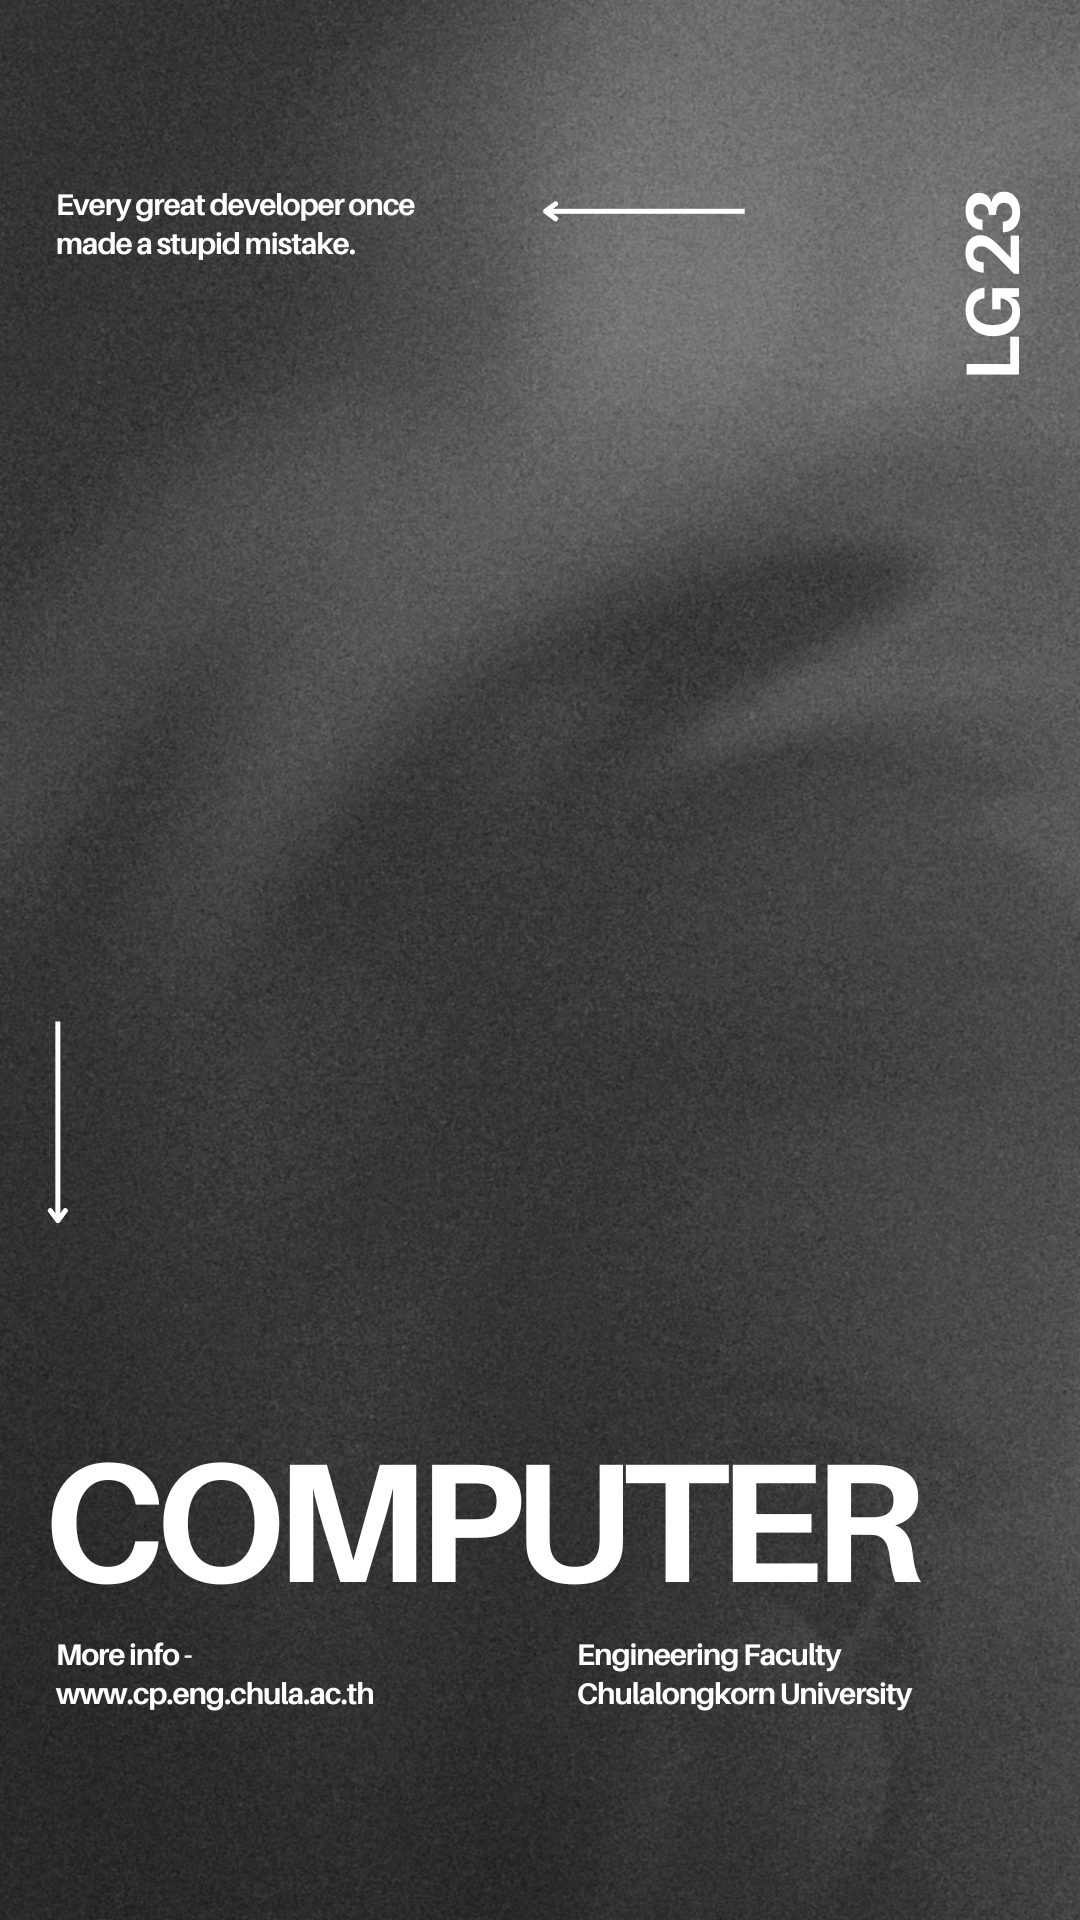 Every great developer once
made a stupid mistake.
LG 23
COMPUTER
More info -
www.cp.eng.chula.ac.th
Engineering Faculty
Chulalongkorn University